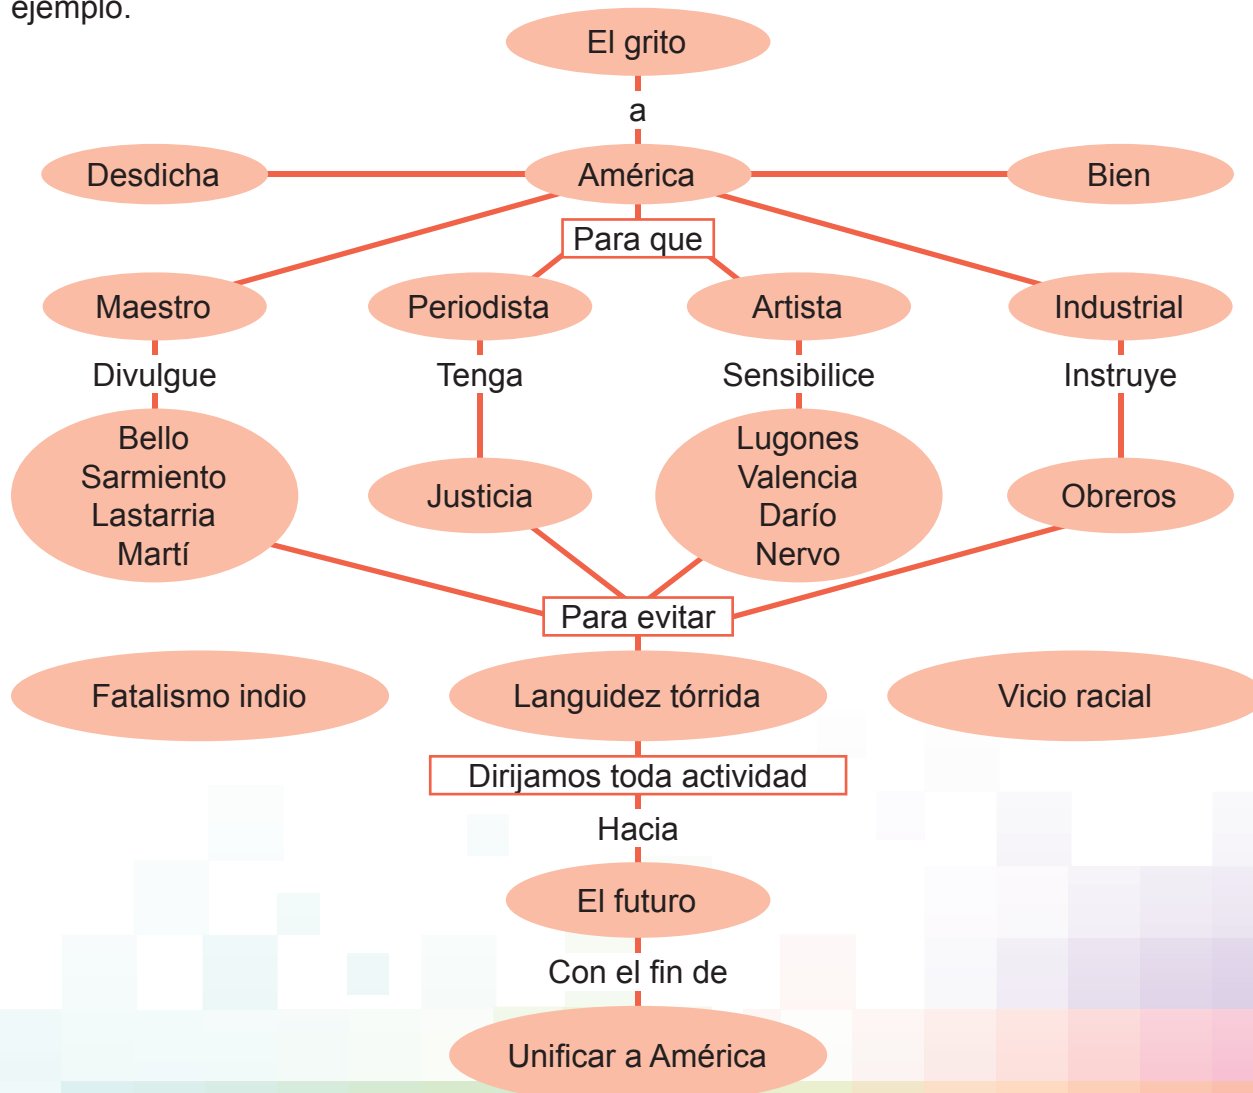 ejemplo.
El grito
a
Desdicha
América
Bien
Para que
Maestro
Periodista
Artista
Industrial
Divulgue
Tenga
Sensibilice
Instruye
Bello
Sarmiento
Lastarria
Martí
Justicia
Lugones
Valencia
Darío
Nervo
Obreros
Para evitar
Fatalismo indio
Languidez tórrida
Vicio racial
Dirijamos toda actividad
Hacia
El futuro
Con el fin de
Unificar a América